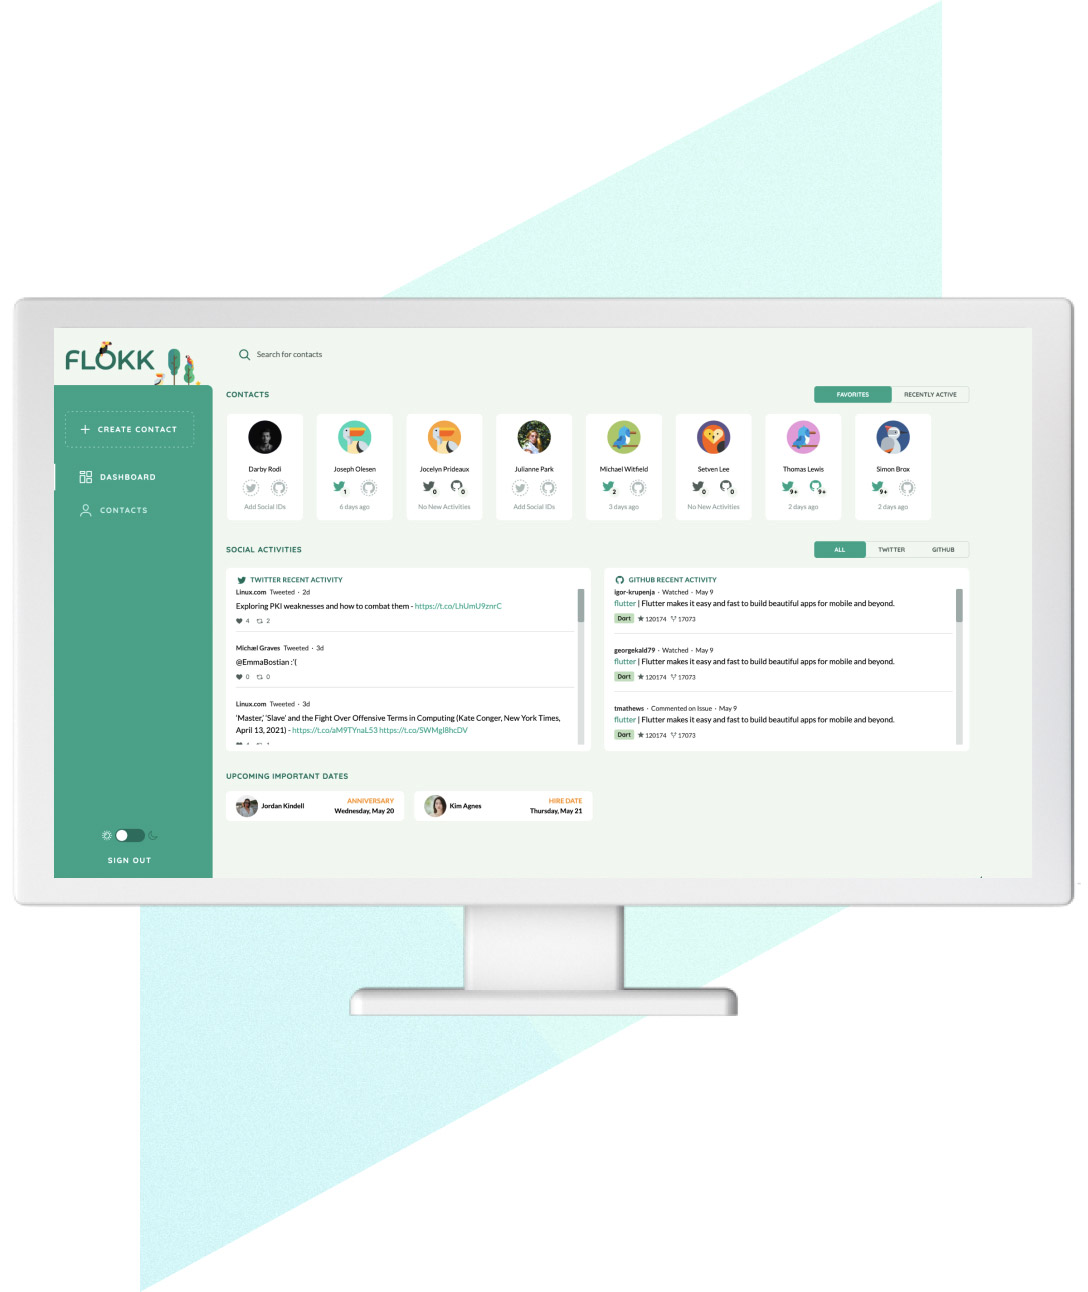 FLOKK
Search for contacts
CREATE CONTACT
DASHBOARD
CONTACTS
SIGN OUT
CONTACTS
FAVORITES RECENTLY ACTIVE
Darby Rodi
Add Social IDs
Joseph Olesen
1
6 days ago
Jocelyn Prideaux
0 0
No New Activities
Julianne Park
Add Social IDs
Michael Witfield
2
3 days ago
Setven Lee
0 0
No New Activities
Thomas Lewis
9+ 9+
2 days ago
Simon Brox
9+
2 days ago
SOCIAL ACTIVITIES
ALL TWITTER GITHUB
TWITTER RECENT ACTIVITY
Linux.com Tweeted · 2d
Exploring PKI weaknesses and how to combat them - https://t.co/LhUmU9znrC
4 2
Michael Graves Tweeted · 3d
@EmmaBostian :'(
0 0
Linux.com Tweeted · 3d
'Master,' 'Slave' and the Fight Over Offensive Terms in Computing (Kate Conger, New York Times,
April 13, 2021) - https://t.co/aM9TYnaL53 https://t.co/SWMgl8hcDV
GITHUB RECENT ACTIVITY
igor-krupenja · Watched · May 9
flutter | Flutter makes it easy and fast to build beautiful apps for mobile and beyond.
Dart 120174 17073
georgekald79 · Watched · May 9
flutter | Flutter makes it easy and fast to build beautiful apps for mobile and beyond.
Dart 120174 17073
tmathews · Commented on Issue · May 9
flutter | Flutter makes it easy and fast to build beautiful apps for mobile and beyond.
Dart 120174 17073
UPCOMING IMPORTANT DATES
Jordan Kindell
ANNIVERSARY
Wednesday, May 20
Kim Agnes
HIRE DATE
Thursday, May 21